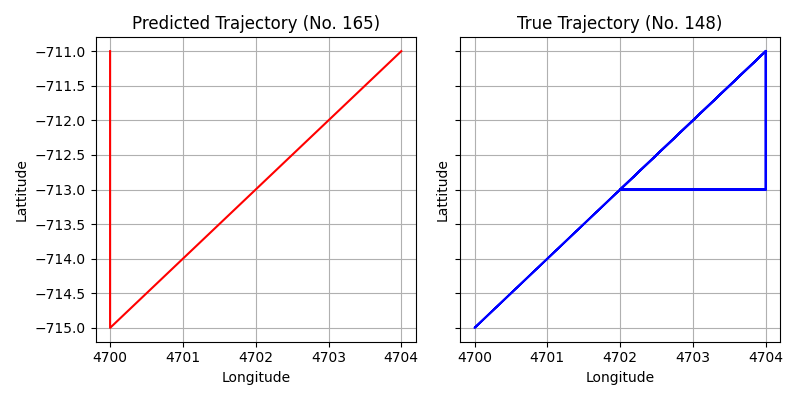 Predicted Trajectory (No. 165)
True Trajectory (No. 148)
−711.0
−711.5
−712.0
−712.5
−713.0
−713.5
−714.0
−714.5
−715.0
Lattitude
Lattitude
4700 4701 4702 4703 4704
4700 4701 4702 4703 4704
Longitude
Longitude